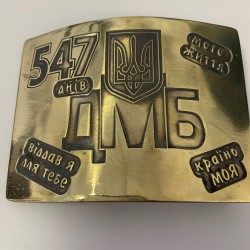 547
днів
мого
життя
ДМБ
віддав я
для тебе
країно
моя